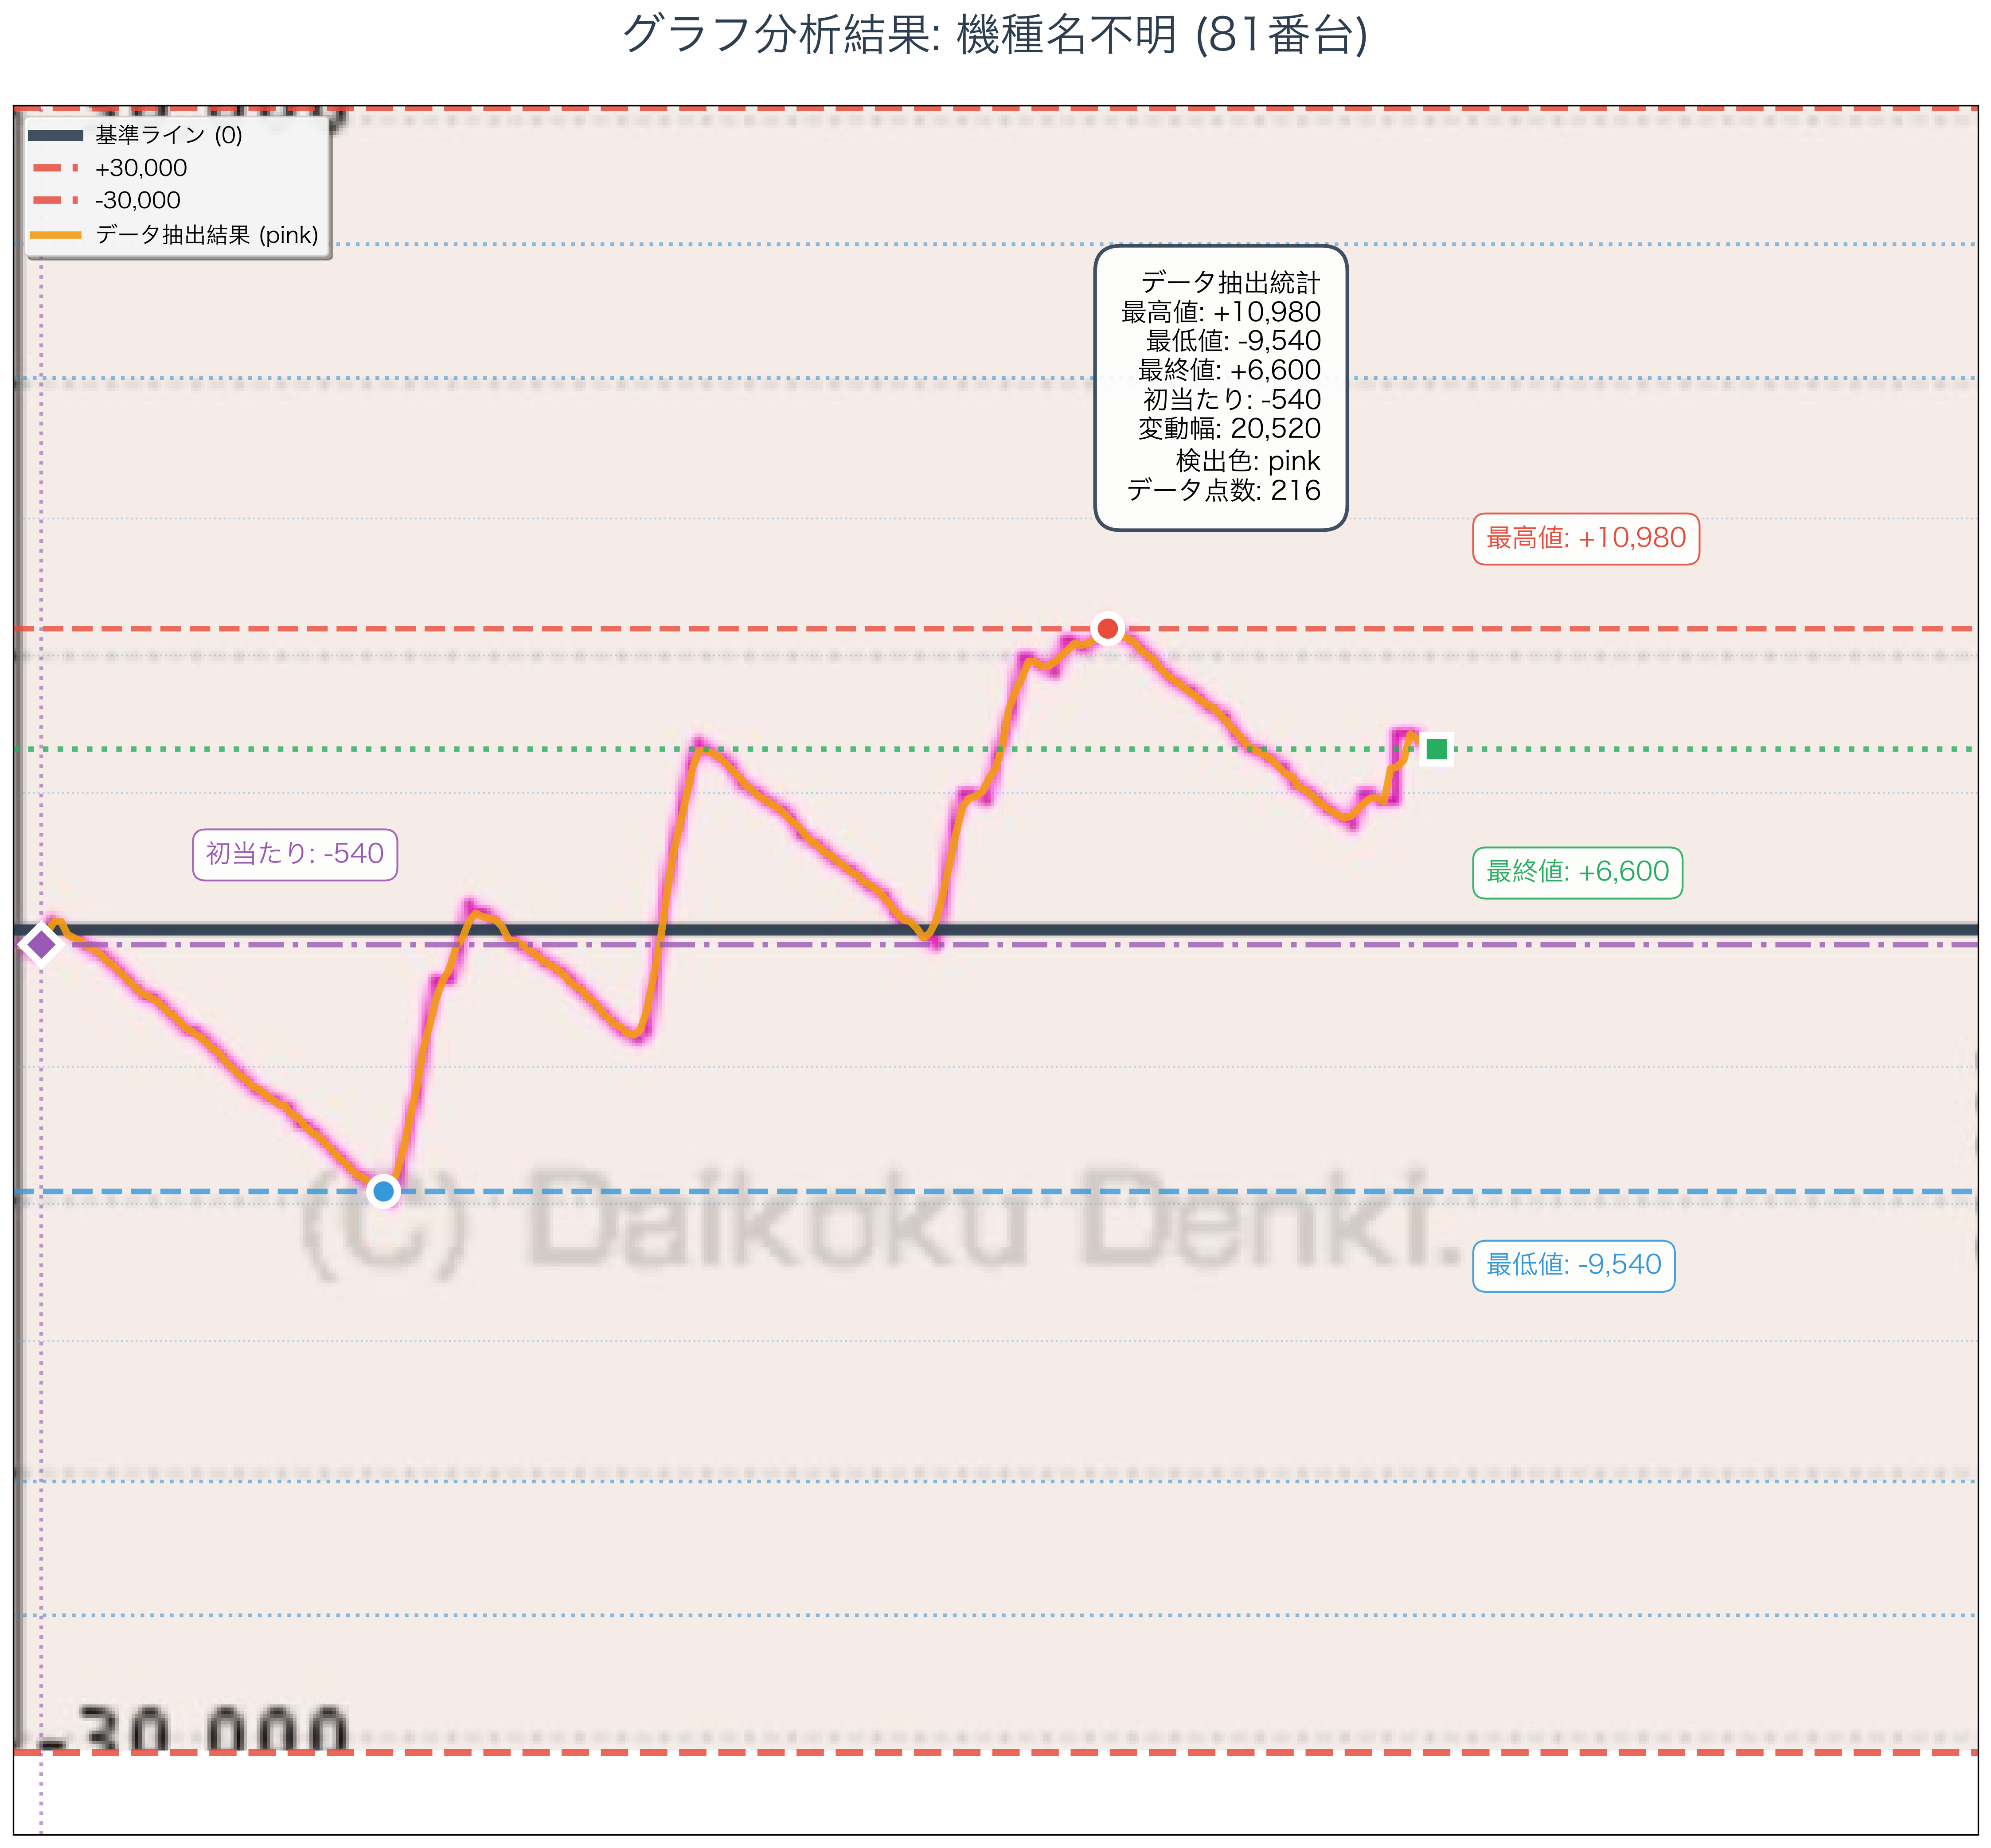 グラフ分析結果: 機種名不明 (81番台)
基準ライン (0)
+30,000
-30,000
データ抽出結果 (pink)
データ抽出統計
最高値: +10,980
最低値: -9,540
最終値: +6,600
初当たり: -540
変動幅: 20,520
検出色: pink
データ点数: 216
最高値: +10,980
初当たり: -540
最終値: +6,600
(C) Daikoku Denki.
最低値: -9,540
-30,000